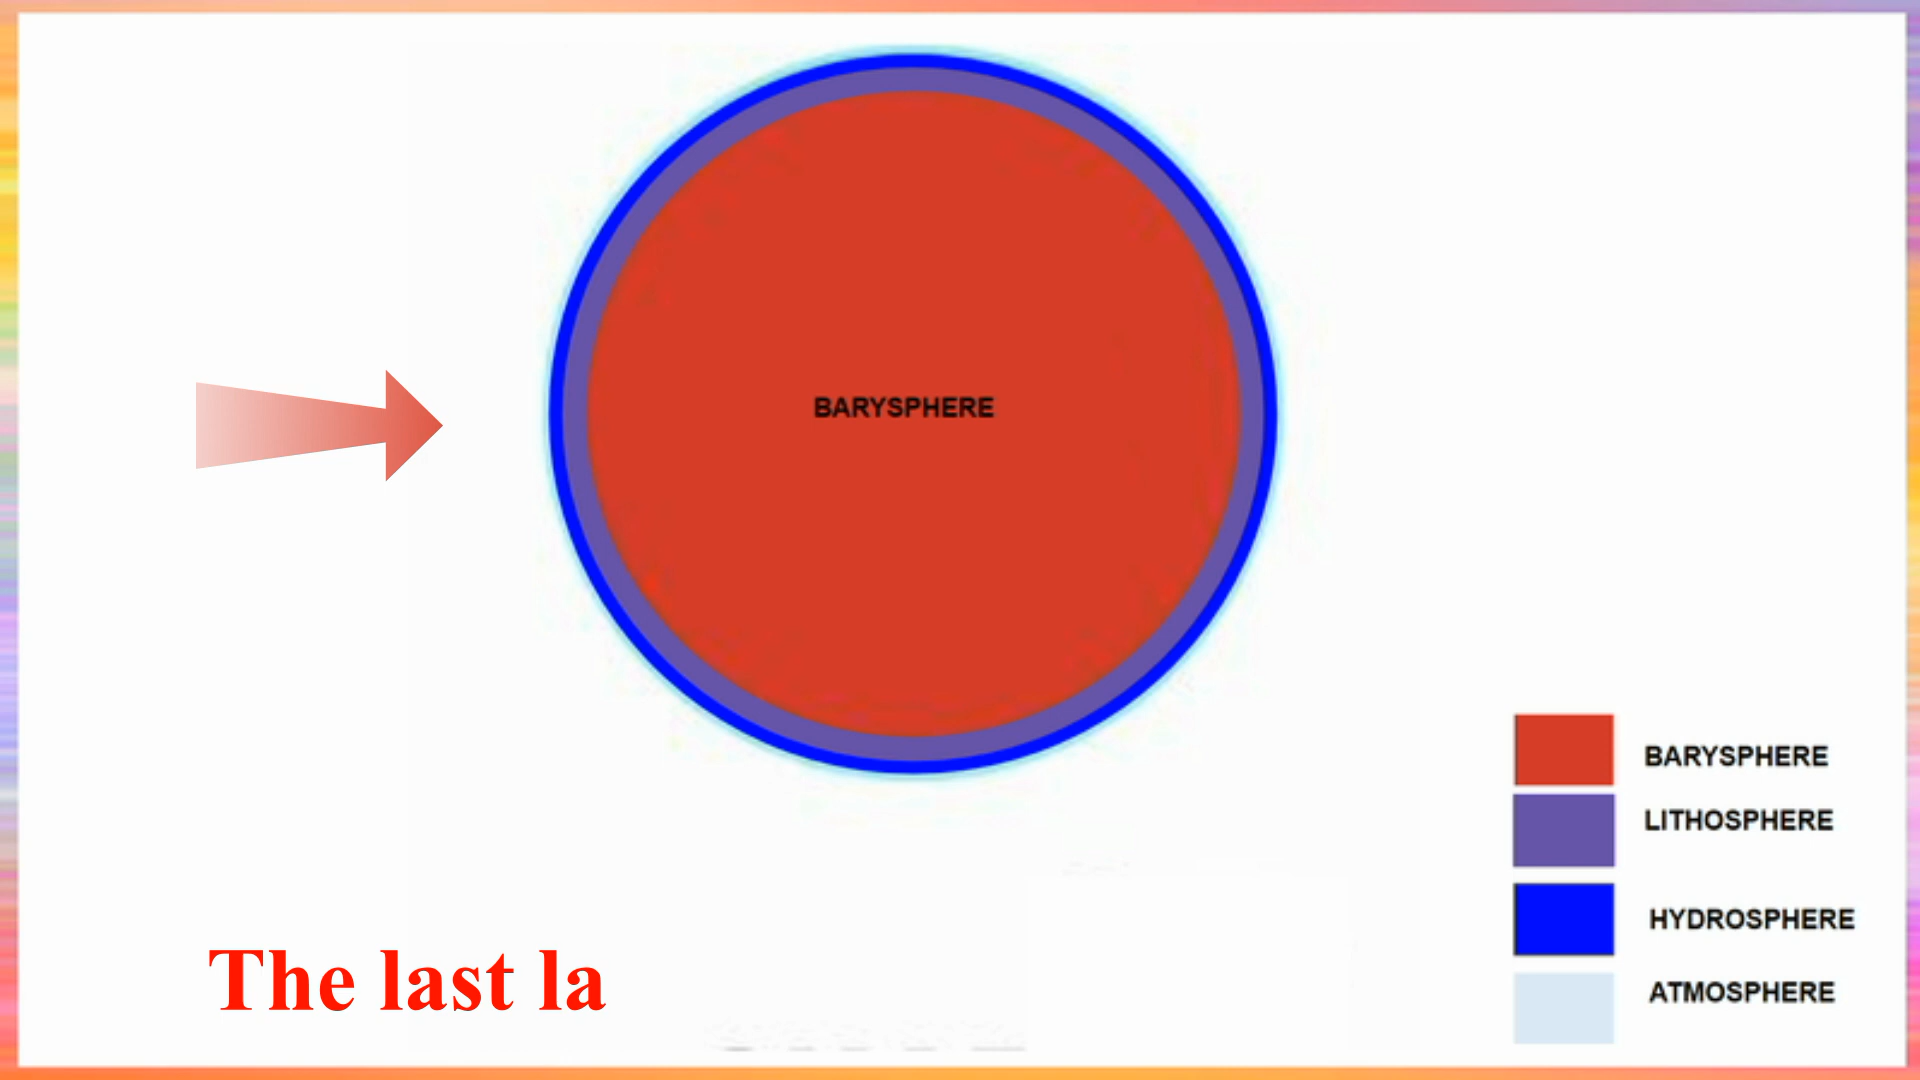 BARYSPHERE
BARYSPHERE
LITHOSPHERE
HYDROSPHERE
ATMOSPHERE
The last la